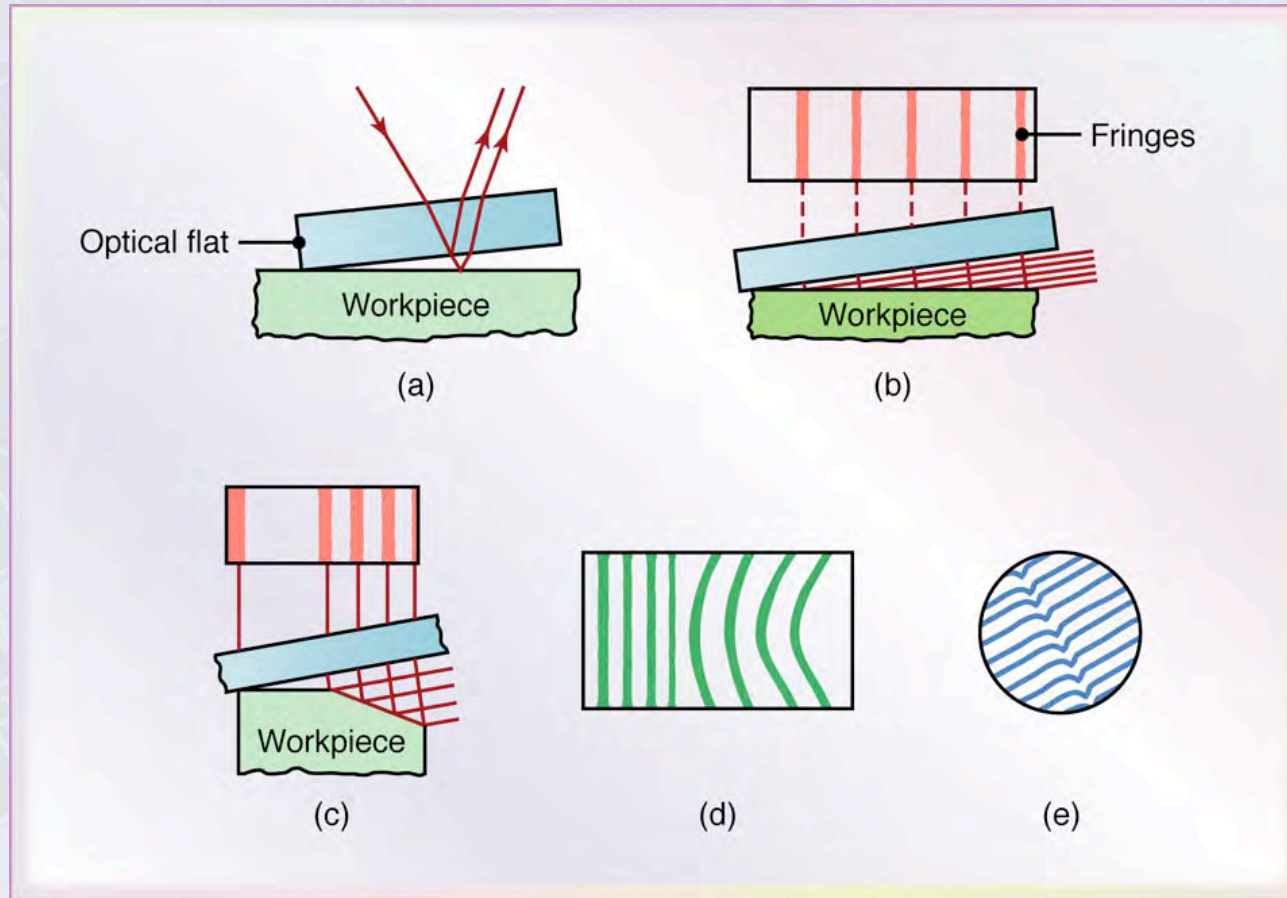 Optical flat
Workpiece
(a)
Fringes
Workpiece
(b)
Workpiece
(c)
(d)
(e)